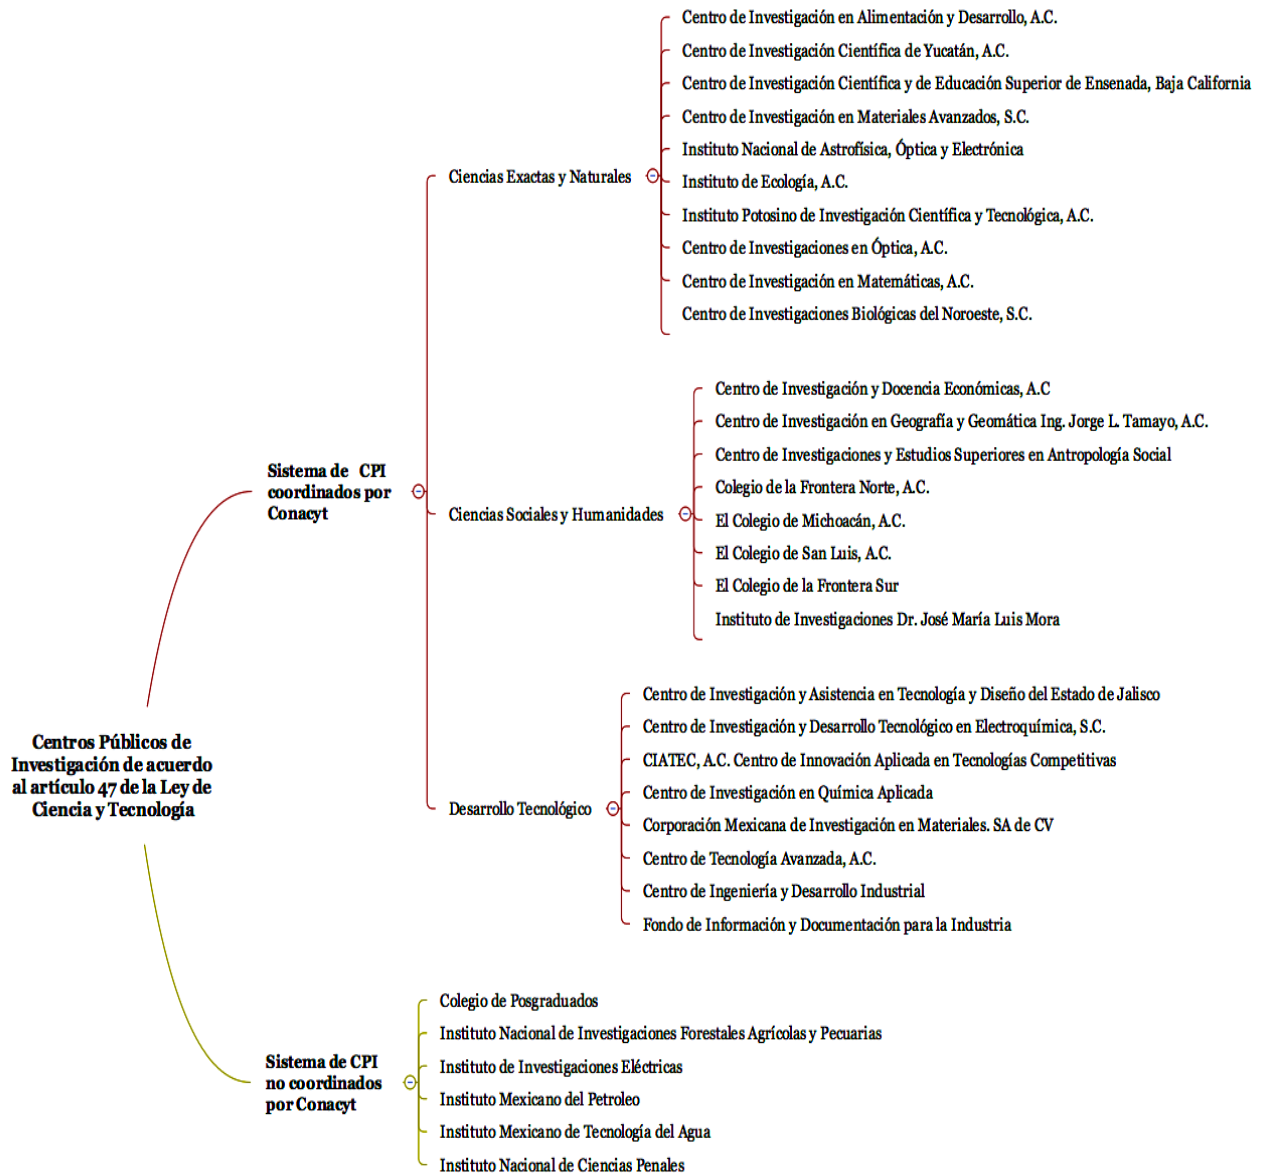 Centros Públicos de
Investigación de acuerdo
al artículo 47 de la Ley de
Ciencia y Tecnología
Sistema de CPI
coordinados por
Conacyt
Ciencias Exactas y Naturales
Centro de Investigación en Alimentación y Desarrollo, A.C.
Centro de Investigación Científica de Yucatán, A.C.
Centro de Investigación Científica y de Educación Superior de Ensenada, Baja California
Centro de Investigación en Materiales Avanzados, S.C.
Instituto Nacional de Astrofísica, Óptica y Electrónica
Instituto de Ecología, A.C.
Instituto Potosino de Investigación Científica y Tecnológica, A.C.
Centro de Investigaciones en Óptica, A.C.
Centro de Investigación en Matemáticas, A.C.
Centro de Investigaciones Biológicas del Noroeste, S.C.
Ciencias Sociales y Humanidades
Centro de Investigación y Docencia Económicas, A.C
Centro de Investigación en Geografía y Geomática Ing. Jorge L. Tamayo, A.C.
Centro de Investigaciones y Estudios Superiores en Antropología Social
Colegio de la Frontera Norte, A.C.
El Colegio de Michoacán, A.C.
El Colegio de San Luis, A.C.
El Colegio de la Frontera Sur
Instituto de Investigaciones Dr. José María Luis Mora
Desarrollo Tecnológico
Centro de Investigación y Asistencia en Tecnología y Diseño del Estado de Jalisco
Centro de Investigación y Desarrollo Tecnológico en Electroquímica, S.C.
CIATEC, A.C. Centro de Innovación Aplicada en Tecnologías Competitivas
Centro de Investigación en Química Aplicada
Corporación Mexicana de Investigación en Materiales. SA de CV
Centro de Tecnología Avanzada, A.C.
Centro de Ingeniería y Desarrollo Industrial
Fondo de Información y Documentación para la Industria
Sistema de CPI
no coordinados
por Conacyt
Colegio de Posgraduados
Instituto Nacional de Investigaciones Forestales Agrícolas y Pecuarias
Instituto de Investigaciones Eléctricas
Instituto Mexicano del Petroleo
Instituto Mexicano de Tecnología del Agua
Instituto Nacional de Ciencias Penales